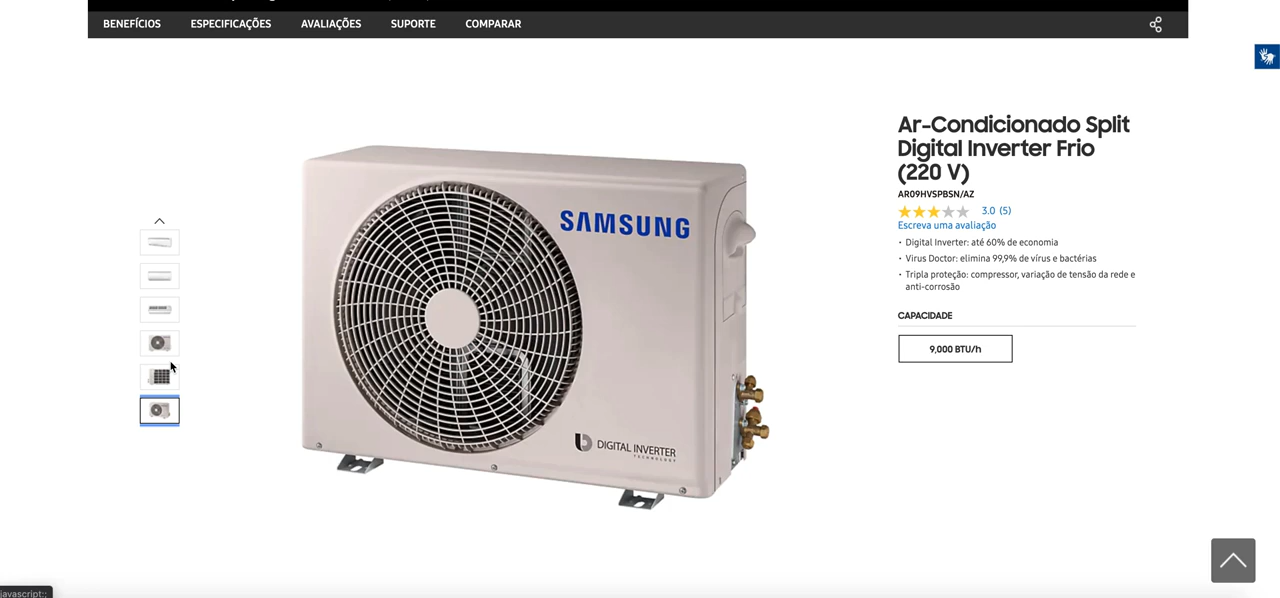 BENEFÍCIOS ESPECIFICAÇÕES AVALIAÇÕES SUPORTE COMPARAR
SAMSUNG
DIGITAL INVERTER
TECHNOLOGY
Ar-Condicionado Split
Digital Inverter Frio
(220 V)
AR09HVSPBSN/AZ
3.0 (5)
Escreva uma avaliação
• Digital Inverter: até 60% de economia
• Virus Doctor: elimina 99,9% de vírus e bactérias
• Tripla proteção: compressor, variação de tensão da rede e
anti-corrosão
CAPACIDADE
9,000 BTU/h
javascript:;